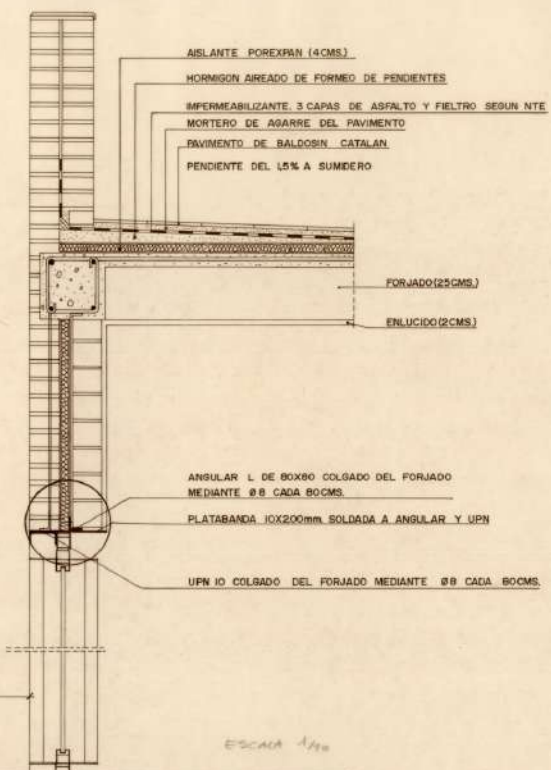 AISLANTE POREXPAN (4CMS.)
HORMIGON AIREADO DE FORMEO DE PENDIENTES
IMPERMEABILIZANTE. 3 CAPAS DE ASFALTO Y FIELTRO SEGUN NTE
MORTERO DE AGARRE DEL PAVIMENTO
PAVIMENTO DE BALDOSIN CATALAN
PENDIENTE DEL 1,5% A SUMIDERO
FORJADO (25CMS.)
ENLUCIDO (2CMS.)
ANGULAR L DE 80X80 COLGADO DEL FORJADO
MEDIANTE Ø 8 CADA 80CMS.
PLATABANDA 10X200mm. SOLDADA A ANGULAR Y UPN
UPN 10 COLGADO DEL FORJADO MEDIANTE Ø8 CADA 80CMS.
ESCALA 1/10